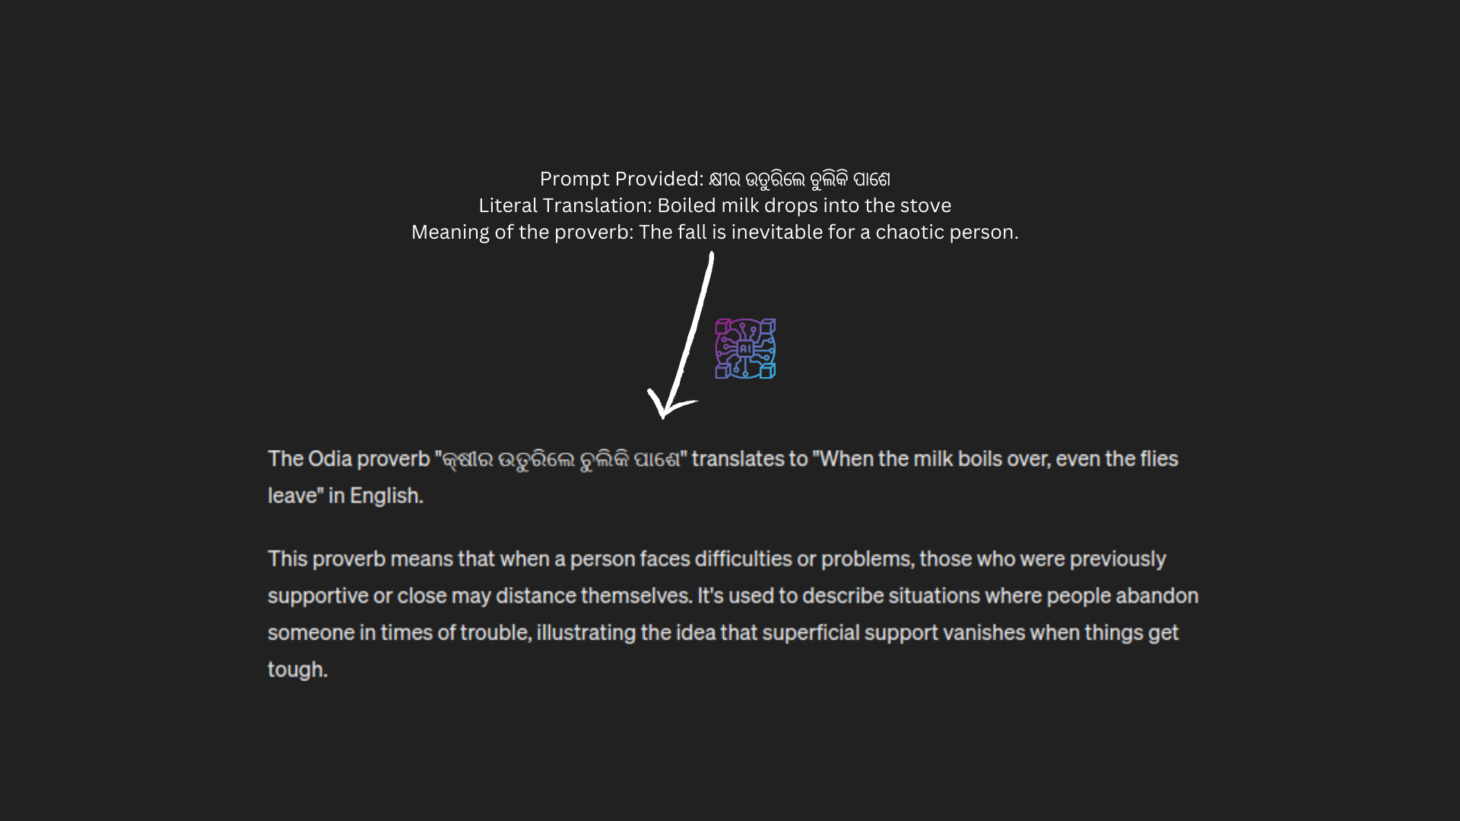 Prompt Provided: କ୍ଷୀର ଉତୁରିଲେ ଚୁଲିକି ପାଶେ
Literal Translation: Boiled milk drops into the stove
Meaning of the proverb: The fall is inevitable for a chaotic person.
AI
The Odia proverb "କ୍ଷୀର ଉତୁରିଲେ ଚୁଲିକି ପାଶେ" translates to "When the milk boils over, even the flies
leave" in English.
This proverb means that when a person faces difficulties or problems, those who were previously
supportive or close may distance themselves. It's used to describe situations where people abandon
someone in times of trouble, illustrating the idea that superficial support vanishes when things get
tough.